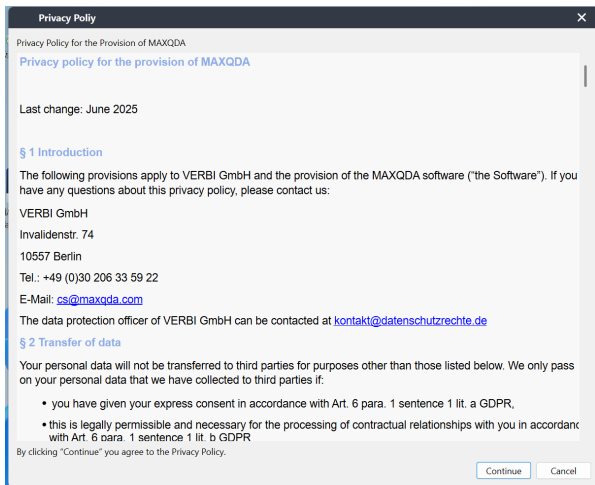 Privacy Poliy
Privacy Policy for the Provision of MAXQDA
Privacy policy for the provision of MAXQDA
Last change: June 2025
§ 1 Introduction
The following provisions apply to VERBI GmbH and the provision of the MAXQDA software (“the Software”). If you
have any questions about this privacy policy, please contact us:
VERBI GmbH
Invalidenstr. 74
10557 Berlin
Tel.: +49 (0)30 206 33 59 22
E-Mail: cs@maxqda.com
The data protection officer of VERBI GmbH can be contacted at kontakt@datenschutzrechte.de
§ 2 Transfer of data
Your personal data will not be transferred to third parties for purposes other than those listed below. We only pass
on your personal data that we have collected to third parties if:
• you have given your express consent in accordance with Art. 6 para. 1 sentence 1 lit. a GDPR,
• this is legally permissible and necessary for the processing of contractual relationships with you in accordanc
with Art. 6 para. 1 sentence 1 lit. b GDPR
By clicking "Continue" you agree to the Privacy Policy.
Continue
Cancel